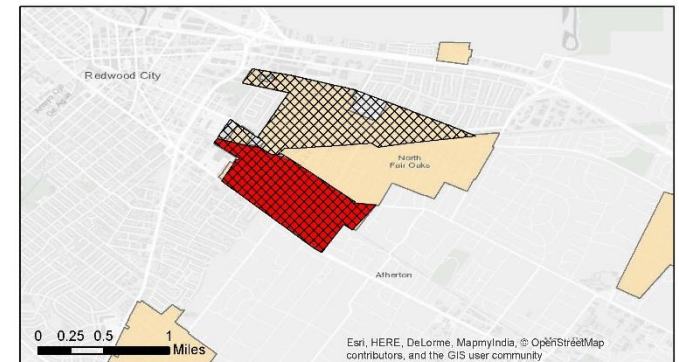 Redwood City
North
Fair Oaks
Atherton
0 0.25 0.5 1
Miles
Esri, HERE, DeLorme, MapmyIndia, © OpenStreetMap
contributors, and the GIS user community